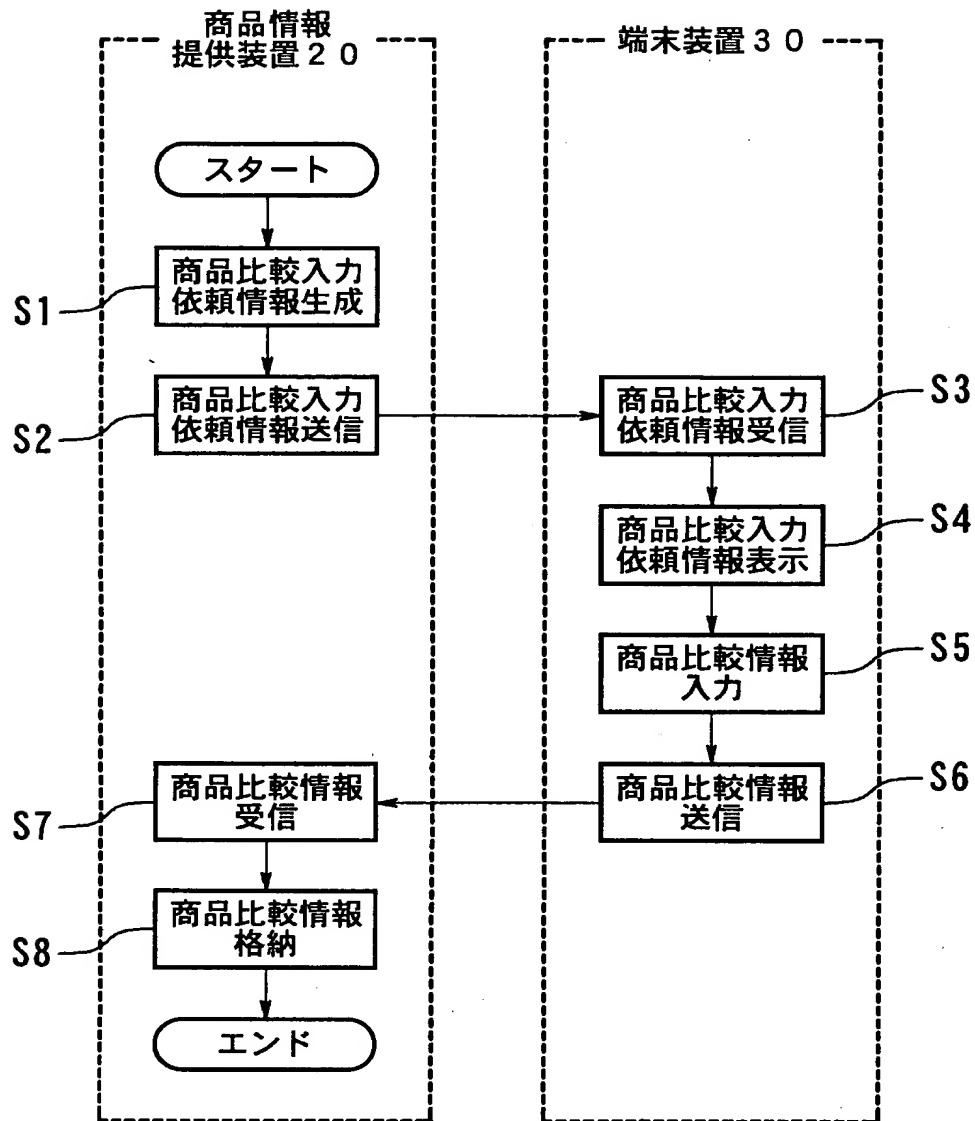 商品情報
提供装置２０
端末装置３０
スタート
商品比較入力
依頼情報生成
S1
商品比較入力
依頼情報送信
S2
商品比較入力
依頼情報受信
S3
商品比較入力
依頼情報表示
S4
商品比較情報
入力
S5
商品比較情報
送信
S6
商品比較情報
受信
S7
商品比較情報
格納
S8
エンド